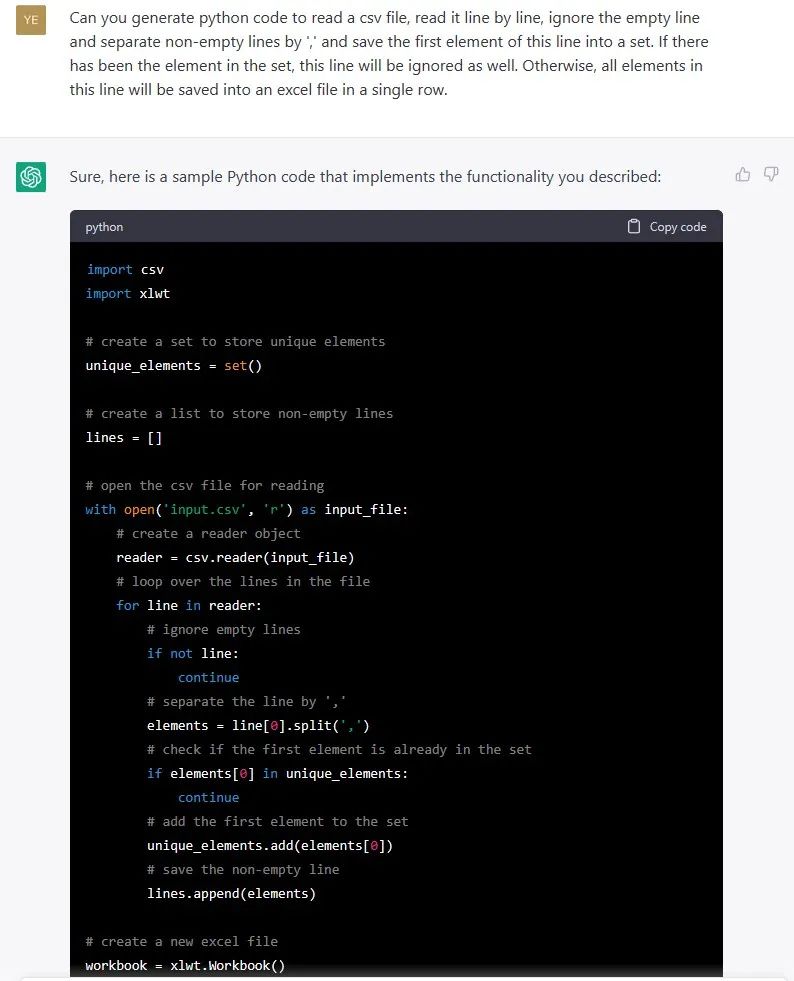 YE
Can you generate python code to read a csv file, read it line by line, ignore the empty line
and separate non-empty lines by ',' and save the first element of this line into a set. If there
has been the element in the set, this line will be ignored as well. Otherwise, all elements in
this line will be saved into an excel file in a single row.
Sure, here is a sample Python code that implements the functionality you described:
python
Copy code
import csv
import xlwt
# create a set to store unique elements
unique_elements = set()
# create a list to store non-empty lines
lines = []
# open the csv file for reading
with open('input.csv', 'r') as input_file:
    # create a reader object
    reader = csv.reader(input_file)
    # loop over the lines in the file
    for line in reader:
        # ignore empty lines
        if not line:
            continue
        # separate the line by ','
        elements = line[0].split(',')
        # check if the first element is already in the set
        if elements[0] in unique_elements:
            continue
        # add the first element to the set
        unique_elements.add(elements[0])
        # save the non-empty line
        lines.append(elements)
# create a new excel file
workbook = xlwt.Workbook()